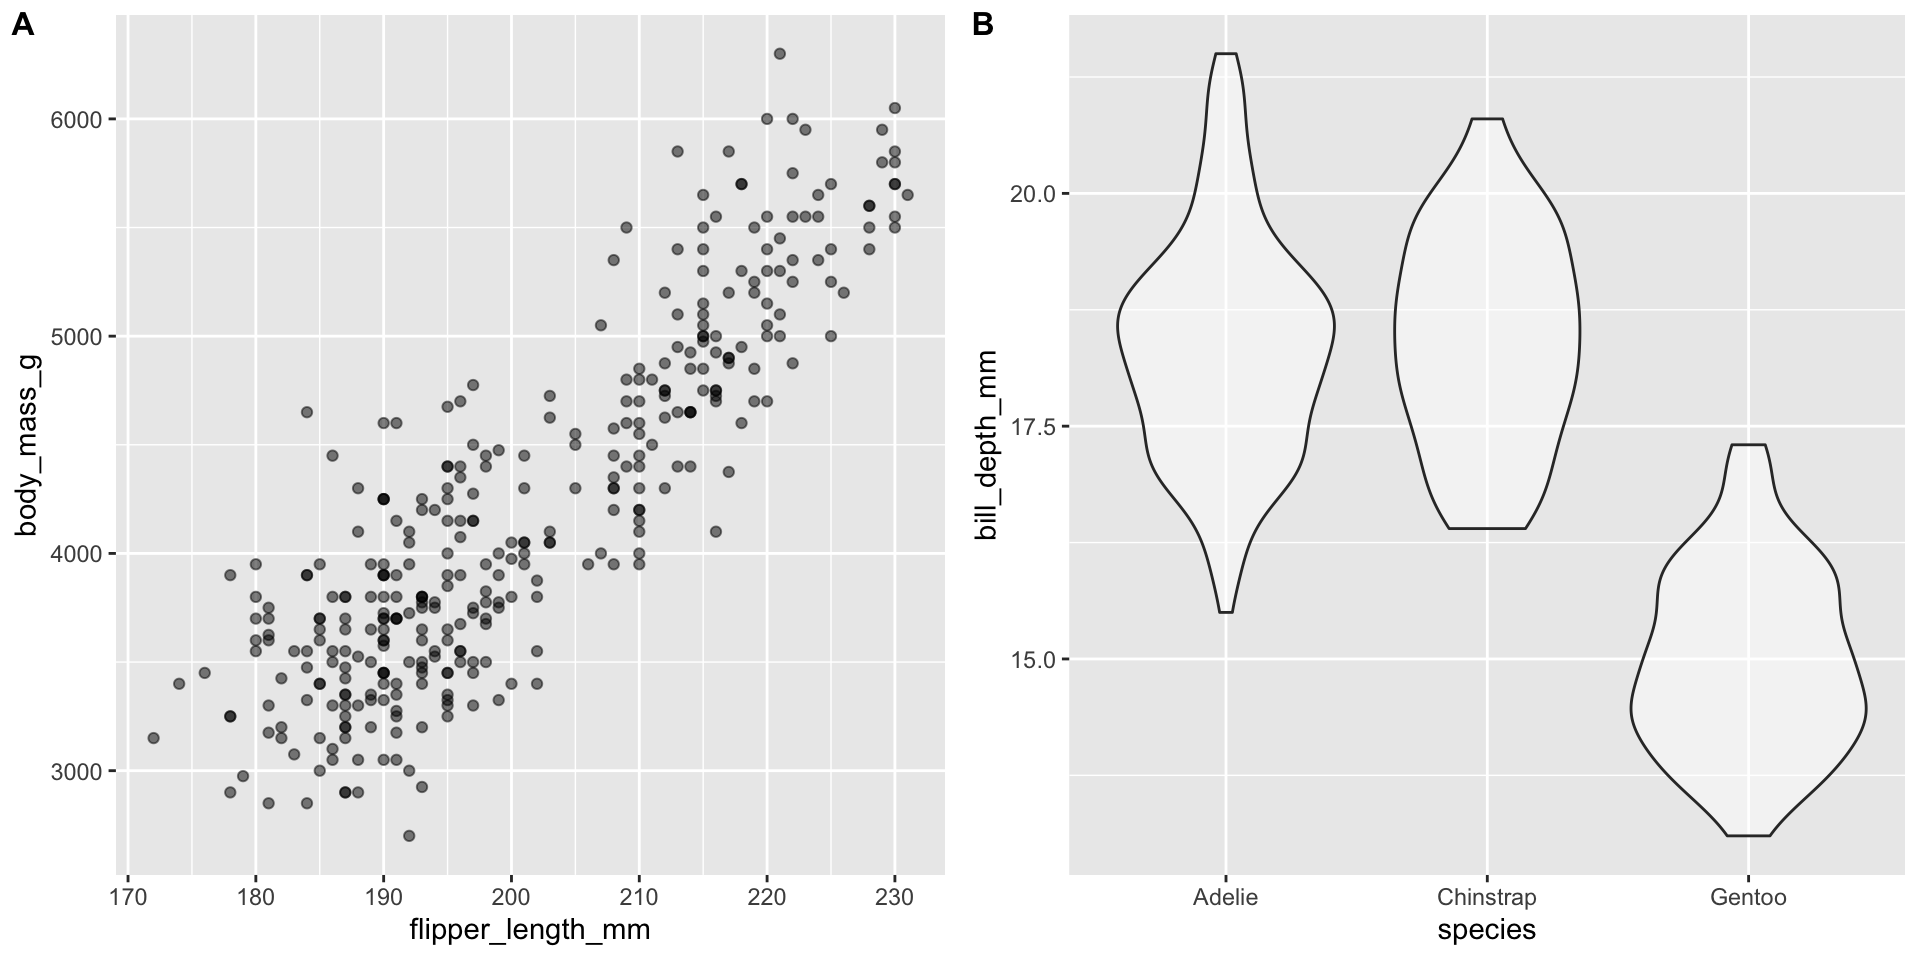 A
body_mass_g
6000
5000
4000
3000
170 180 190 200 210 220 230
flipper_length_mm
B
bill_depth_mm
20.0
17.5
15.0
Adelie Chinstrap Gentoo
species